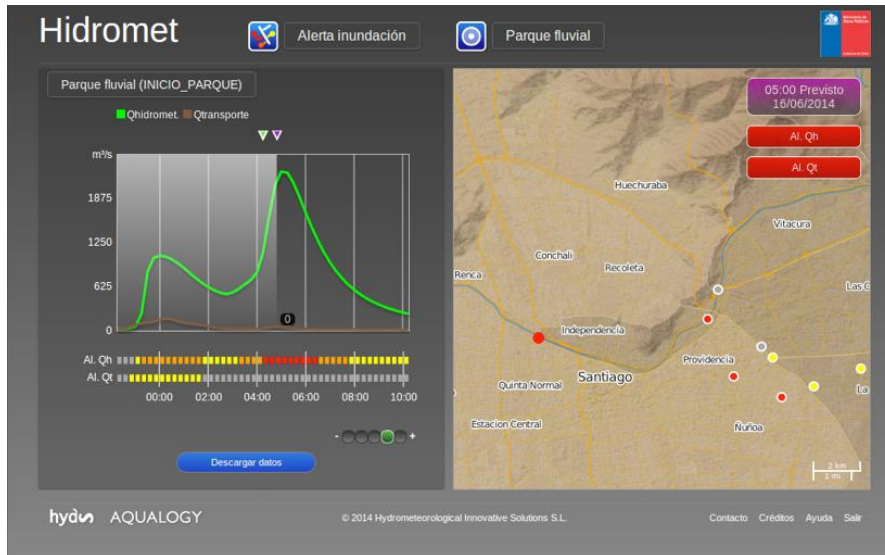 Hidromet
Alerta inundación
Parque fluvial
Parque fluvial (INICIO_PARQUE)
Qhidromet. Qtransporte
m³/s
1875
1250
625
0
0
Al. Qh
Al. Qt
00:00 02:00 04:00 06:00 08:00 10:00
- +
Descargar datos
05:00 Previsto
16/06/2014
Al. Qh
Al. Qt
Huechuraba
Vitacura
Conchali
Recoleta
Renca
Las C
Independencia
Providencia
Santiago
Quinta Normal
La
Estacion Central
Ñuñoa
2 km
1 mi
hyds AQUALOGY
© 2014 Hydrometeorological Innovative Solutions S.L.
Contacto Créditos Ayuda Salir